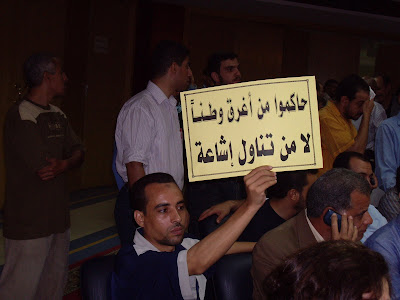 حاكموا من أغرق وطناً
لا من تناول إشاعة